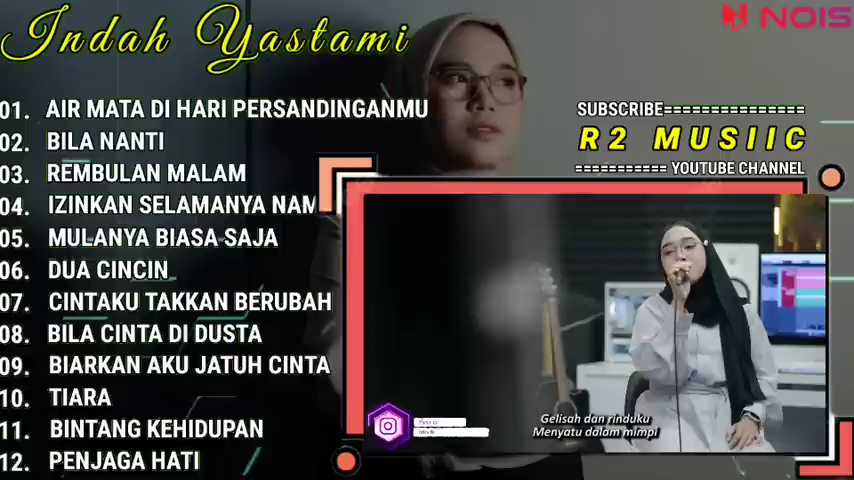 Indah Yastami
NOIS
01. AIR MATA DI HARI PERSANDINGANMU
02. BILA NANTI
03. REMBULAN MALAM
04. IZINKAN SELAMANYA NAM
05. MULANYA BIASA SAJA
06. DUA CINCIN
07. CINTAKU TAKKAN BERUBAH
08. BILA CINTA DI DUSTA
09. BIARKAN AKU JATUH CINTA
10. TIARA
11. BINTANG KEHIDUPAN
12. PENJAGA HATI
SUBSCRIBE===============
R2 MUSIIC
=========== YOUTUBE CHANNEL
Gelisah dan rinduku
Menyatu dalam mimpi